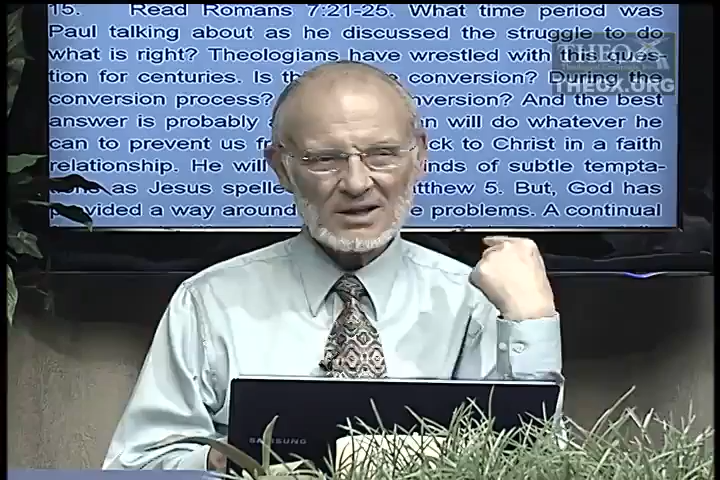 15. Read Romans 7:21-25. What time period was
Paul talking about as he discussed the struggle to do
what is right? Theologians have wrestled with this ques-
tion for centuries. Is conversion? During the
conversion process? And the best
answer is probably will do whatever he
can to prevent us to Christ in a faith
relationship. He will kinds of subtle tempta-
tions as Jesus Matthew 5. But, God has
provided a way around problems. A continual
THEOX
THEOX.ORG
SAMSUNG